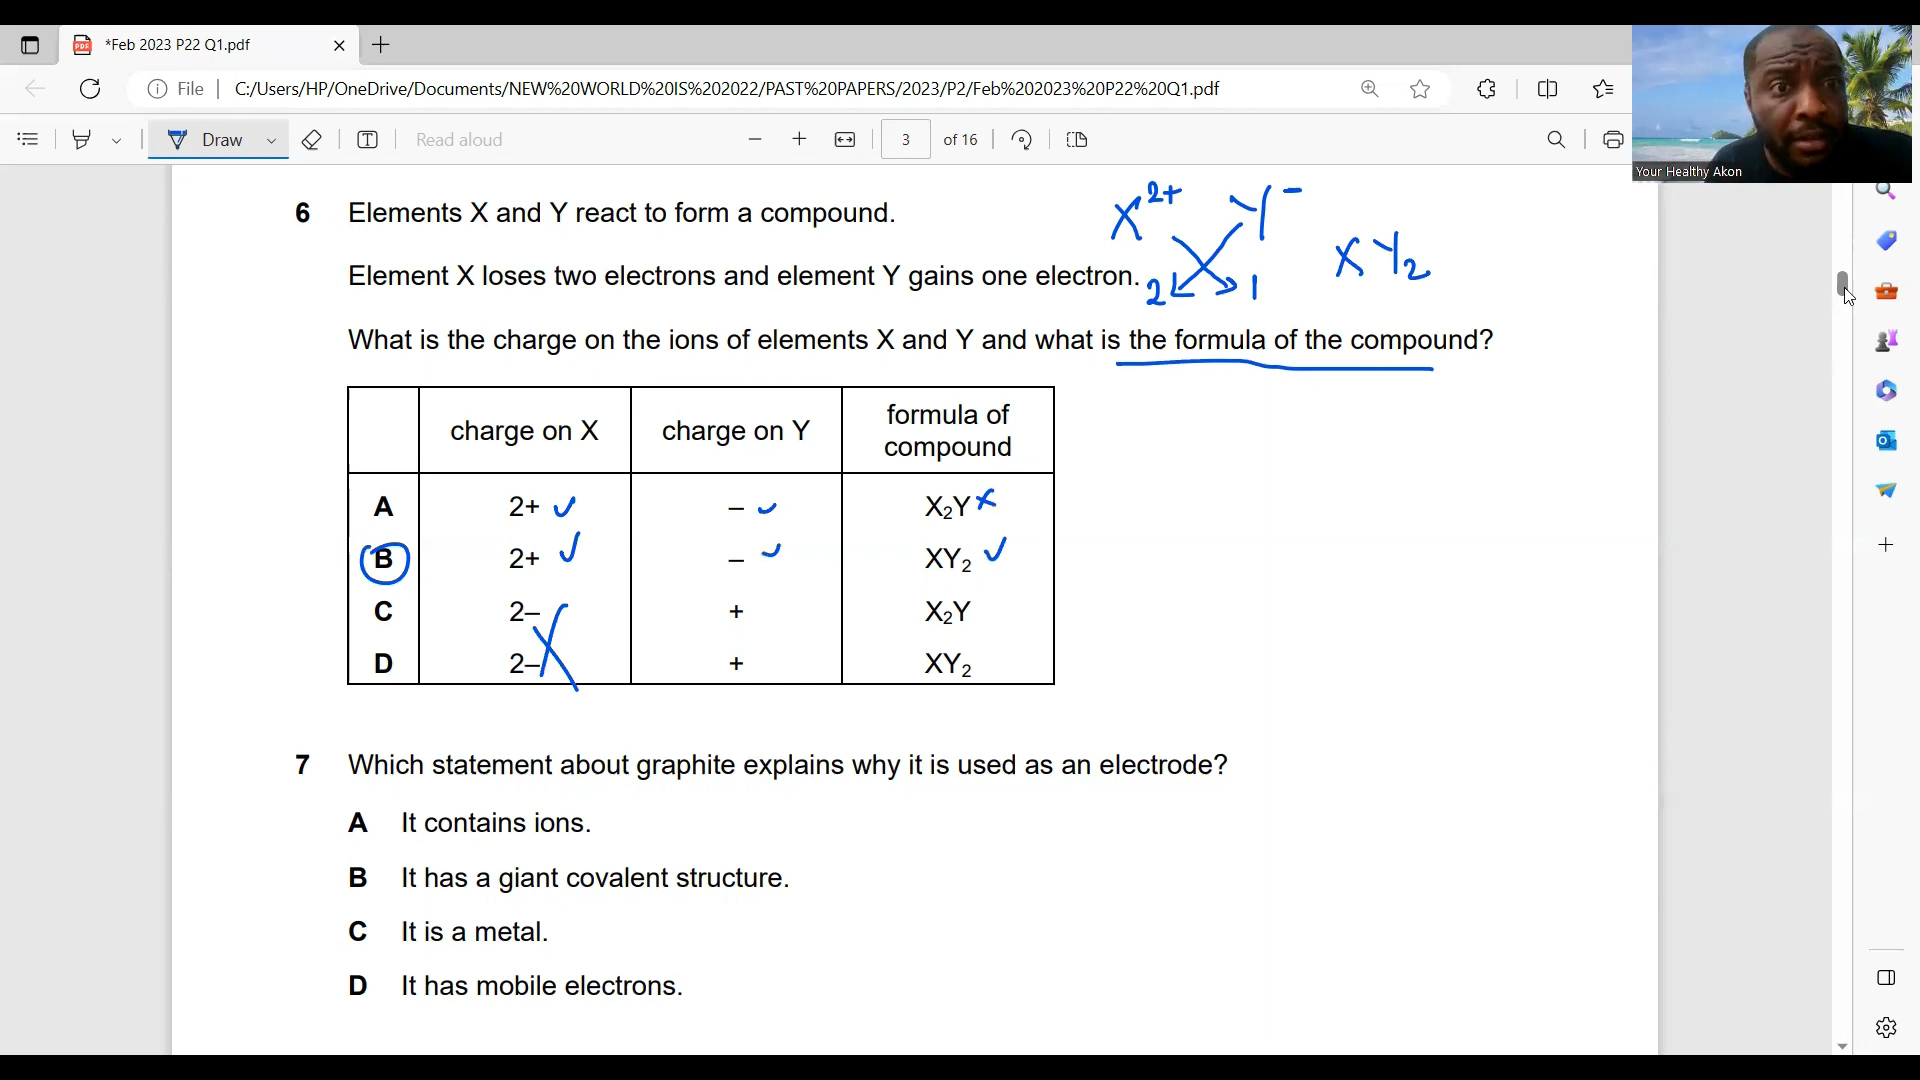 *Feb 2023 P22 Q1.pdf
File C:/Users/HP/OneDrive/Documents/NEW%20WORLD%20IS%202022/PAST%20PAPERS/2023/P2/Feb%202023%20P22%20Q1.pdf
Draw Read aloud 3 of 16
Your Healthy Akon
6 Elements X and Y react to form a compound.
X²⁺ Y⁻
XY₂
Element X loses two electrons and element Y gains one electron.
2 1
What is the charge on the ions of elements X and Y and what is the formula of the compound?
charge on X charge on Y formula of compound
A 2+ ✓ – ✓ X₂Y ×
B 2+ ✓ – ✓ XY₂ ✓
C 2– + X₂Y
D 2– + XY₂
7 Which statement about graphite explains why it is used as an electrode?
A It contains ions.
B It has a giant covalent structure.
C It is a metal.
D It has mobile electrons.